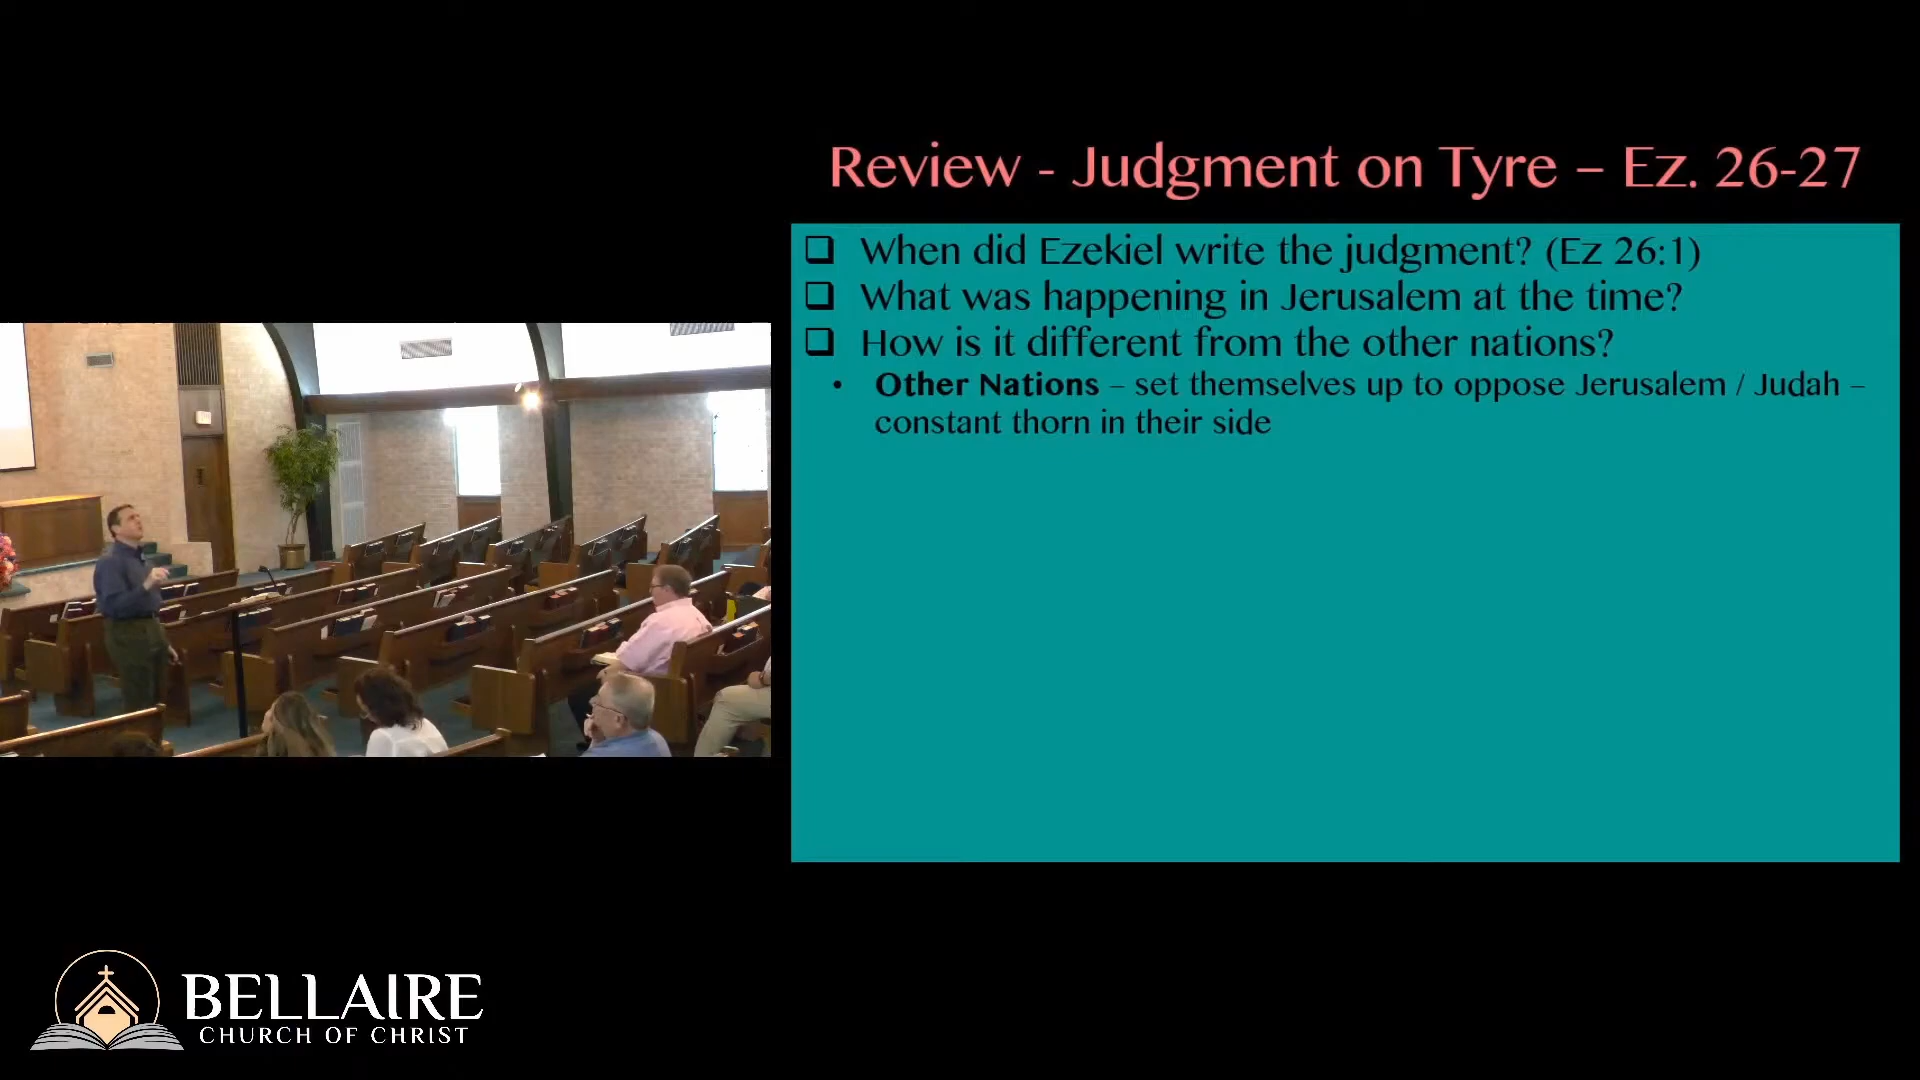 Review - Judgment on Tyre – Ez. 26-27
When did Ezekiel write the judgment? (Ez 26:1)
What was happening in Jerusalem at the time?
How is it different from the other nations?
• Other Nations – set themselves up to oppose Jerusalem / Judah –
constant thorn in their side
BELLAIRE
CHURCH OF CHRIST